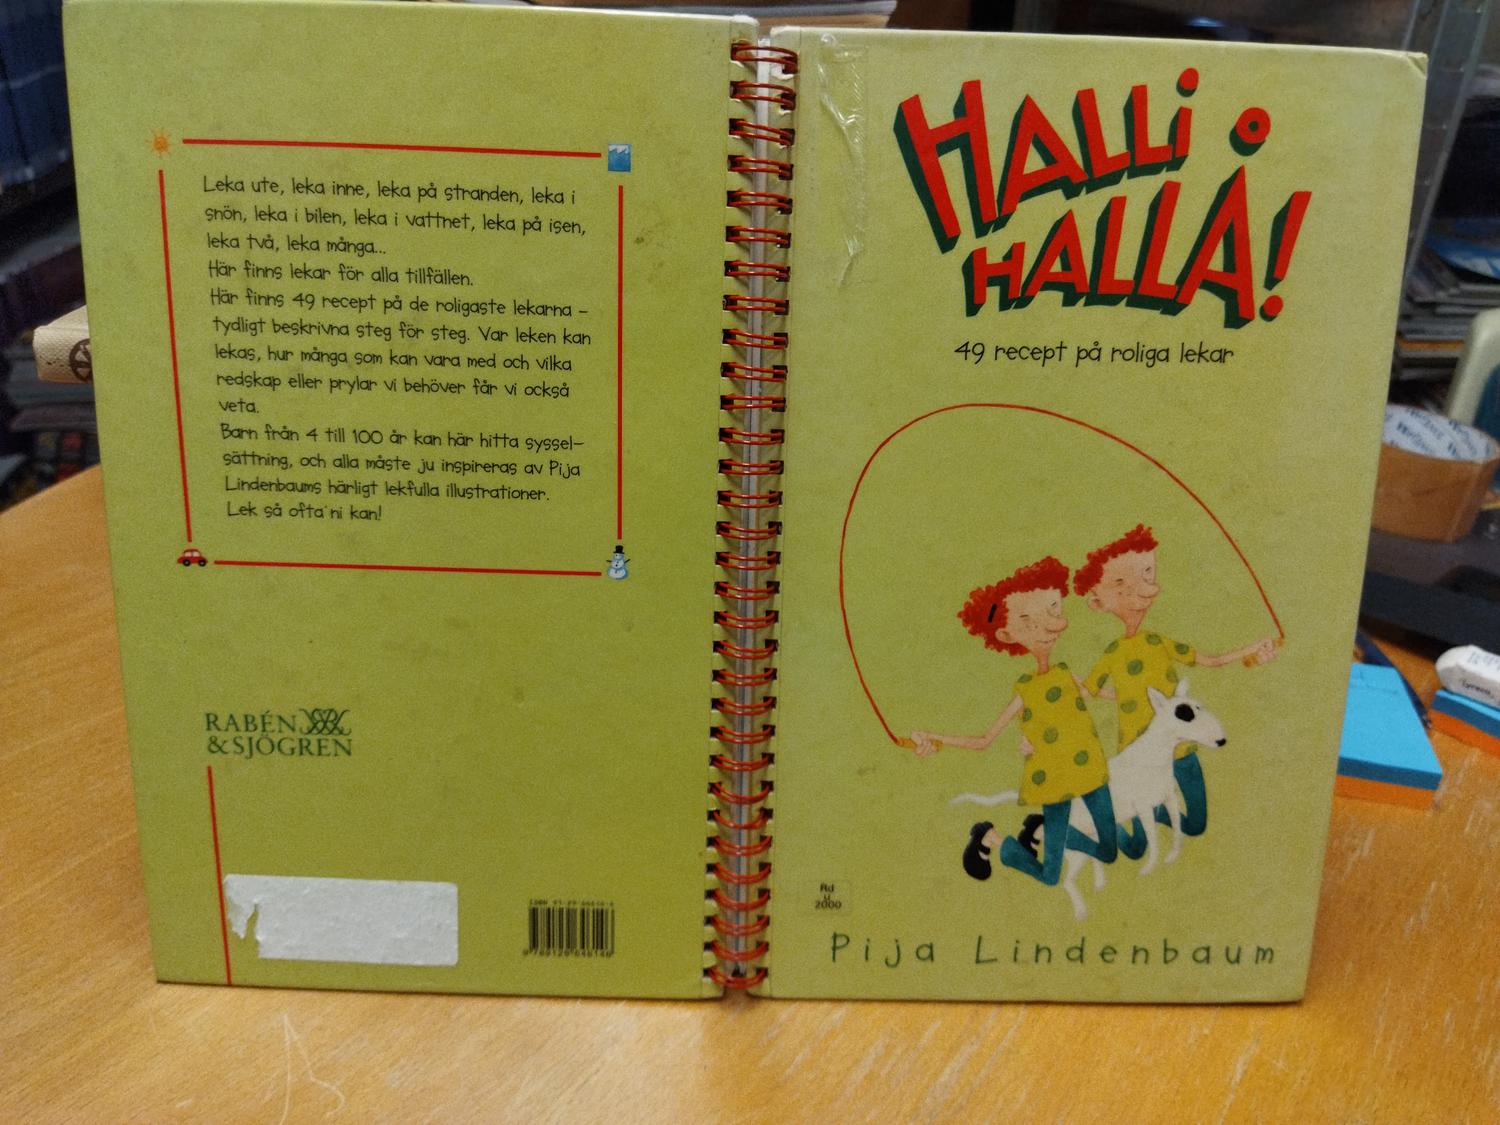 Leka ute, leka inne, leka på stranden, leka i
snön, leka i bilen, leka i vattnet, leka på isen,
leka två, leka många...
Här finns lekar för alla tillfällen.
Här finns 49 recept på de roligaste lekarna –
tydligt beskrivna steg för steg. Var leken kan
lekas, hur många som kan vara med och vilka
redskap eller prylar vi behöver får vi också
veta.
Barn från 4 till 100 år kan här hitta syssel-
sättning, och alla måste ju inspireras av Pija
Lindenbaums härligt lekfulla illustrationer.
Lek så ofta ni kan!
RABÉN
&SJÖGREN
HALLI
HALLÅ!
49 recept på roliga lekar
Rd
U
2000
Pija Lindenbaum